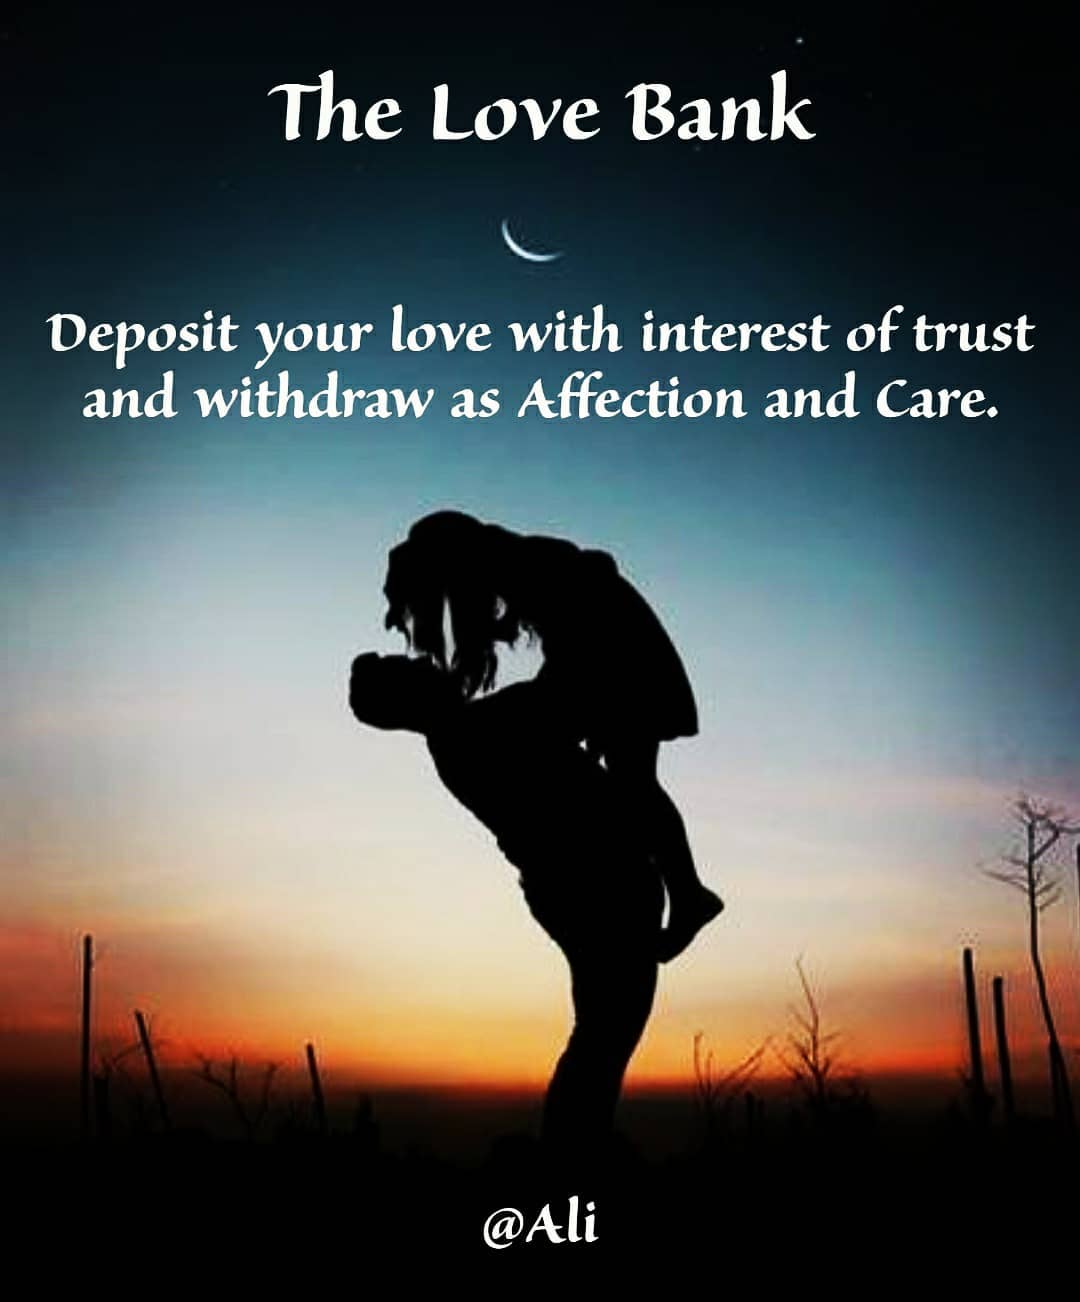 The Love Bank
Deposit your love with interest of trust
and withdraw as Affection and Care.
@Ali